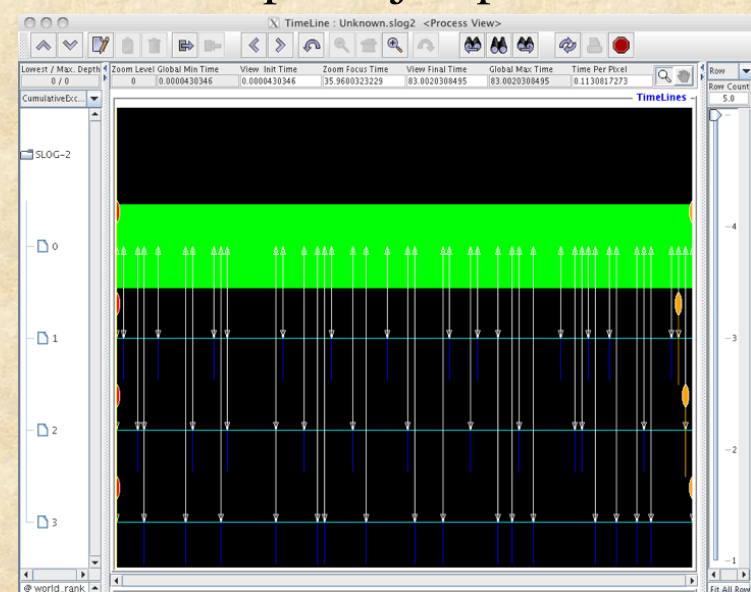 TimeLine : Unknown.slog2 <Process View>
Lowest / Max. Depth Zoom Level Global Min Time View Init Time Zoom Focus Time View Final Time Global Max Time Time Per Pixel Row
0 / 0 0 0.0000430346 0.0000430346 35.9600323229 83.0020308495 83.0020308495 0.1130817273 Row Count
CumulativeExc... 5.0
TimeLines
SLOG-2
4
0
1 3
2
2
3
1
@ world_rank Fit All Row